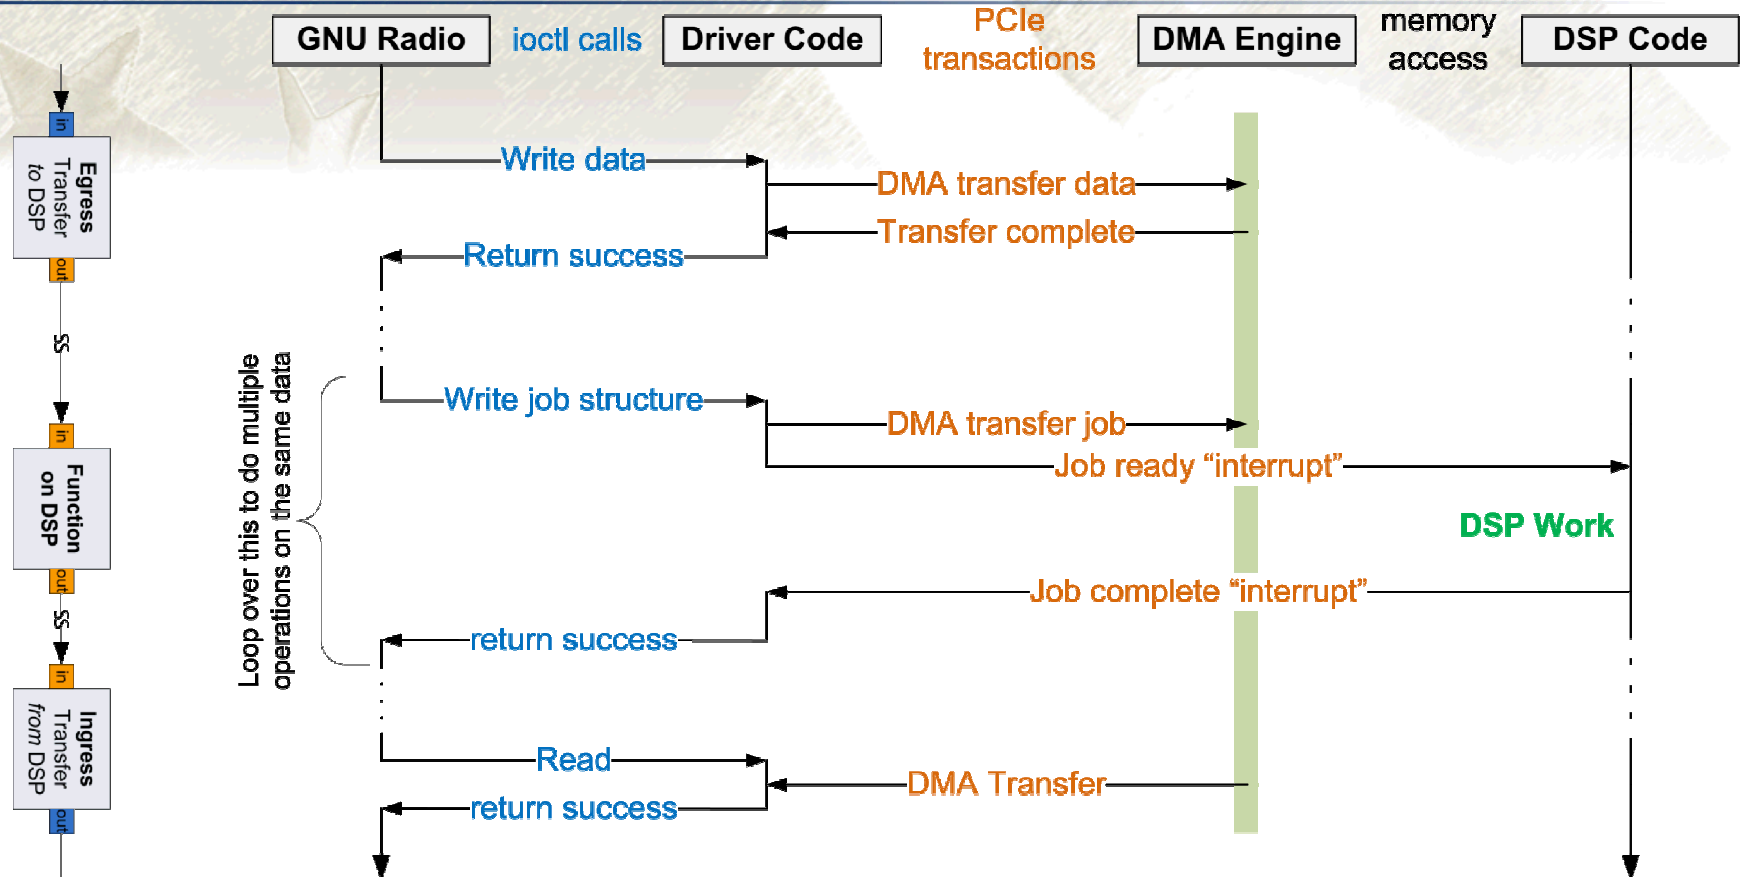 GNU Radio
ioctl calls
Driver Code
PCIe
transactions
DMA Engine
memory
access
DSP Code
in
Egress
Transfer
to DSP
out
SS
in
Function
on DSP
out
SS
in
Ingress
Transfer
from DSP
out
Write data
DMA transfer data
Transfer complete
Return success
Loop over this to do multiple
operations on the same data
Write job structure
DMA transfer job
Job ready “interrupt”
DSP Work
Job complete “interrupt”
return success
Read
DMA Transfer
return success